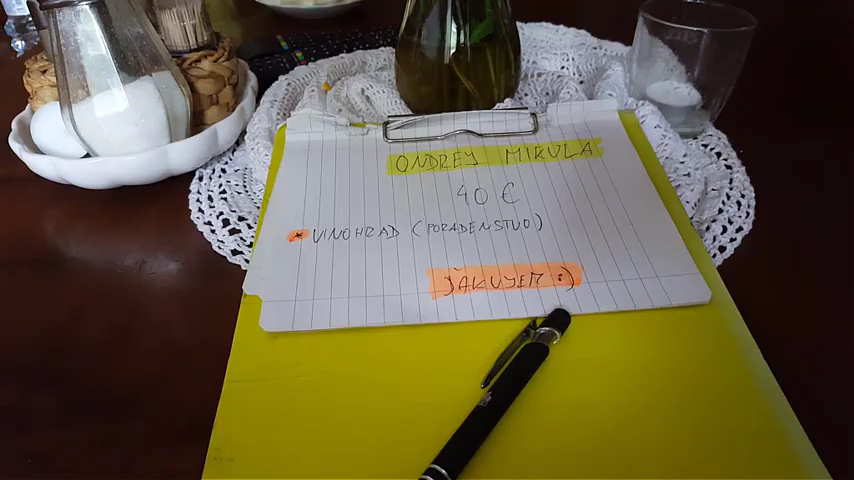 ONDREJ MIKULA
40 €
* VINOHRAD (PORADENSTVO)
ĎAKUJEM :)